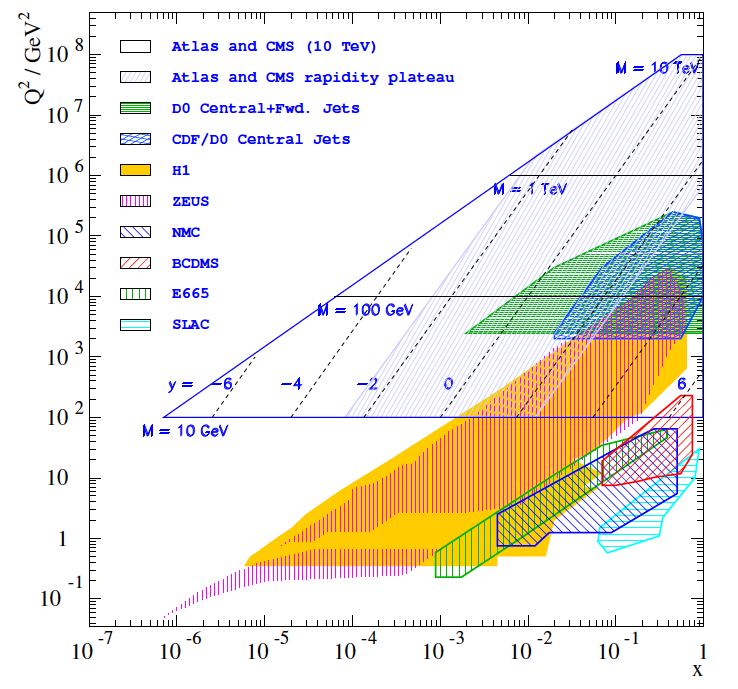 Q² / GeV²
10⁸
10⁷
10⁶
10⁵
10⁴
10³
10²
10
1
10⁻¹
Atlas and CMS (10 TeV)
Atlas and CMS rapidity plateau
D0 Central+Fwd. Jets
CDF/D0 Central Jets
H1
ZEUS
NMC
BCDMS
E665
SLAC
M = 10 TeV
M = 1 TeV
M = 100 GeV
y = -6 -4 -2 0 6
M = 10 GeV
10⁻⁷ 10⁻⁶ 10⁻⁵ 10⁻⁴ 10⁻³ 10⁻² 10⁻¹ 1
x